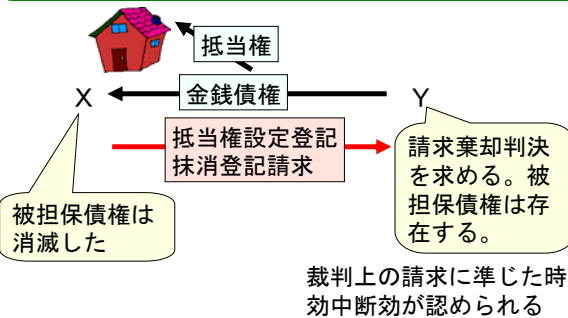 抵当権
X
金銭債権
Y
抵当権設定登記
抹消登記請求
請求棄却判決
を求める。被
担保債権は存
在する。
被担保債権は
消滅した
裁判上の請求に準じた時
効中断効が認められる